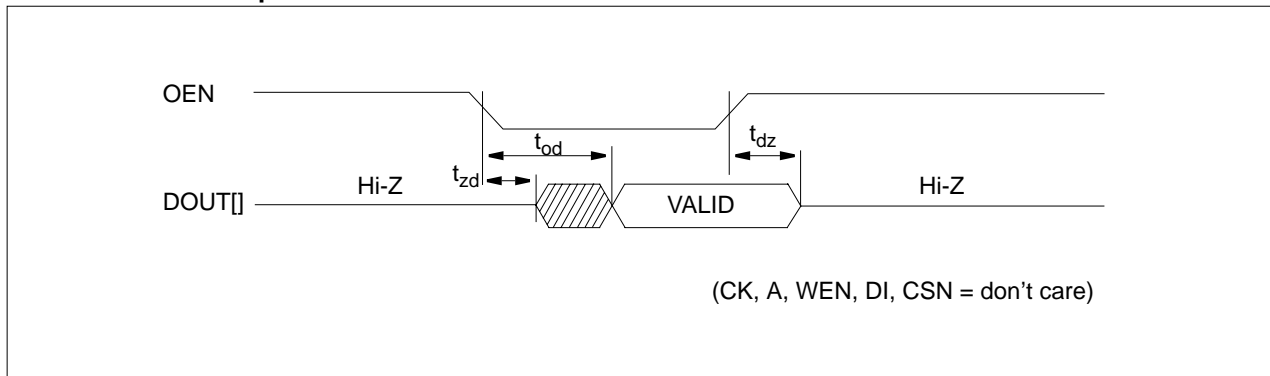 OEN
t_od
t_dz
t_zd
Hi-Z
Hi-Z
DOUT[]
VALID
(CK, A, WEN, DI, CSN = don't care)